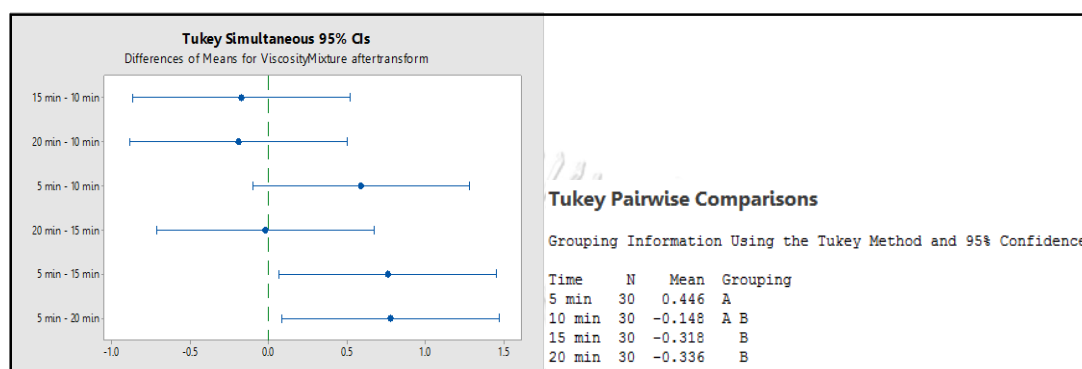 Tukey Simultaneous 95% CIs
Differences of Means for ViscosityMixture aftertransform
15 min - 10 min
20 min - 10 min
5 min - 10 min
20 min - 15 min
5 min - 15 min
5 min - 20 min
-1.0 -0.5 0.0 0.5 1.0 1.5
Tukey Pairwise Comparisons
Grouping Information Using the Tukey Method and 95% Confidence
Time N Mean Grouping
5 min 30 0.446 A
10 min 30 -0.148 A B
15 min 30 -0.318 B
20 min 30 -0.336 B